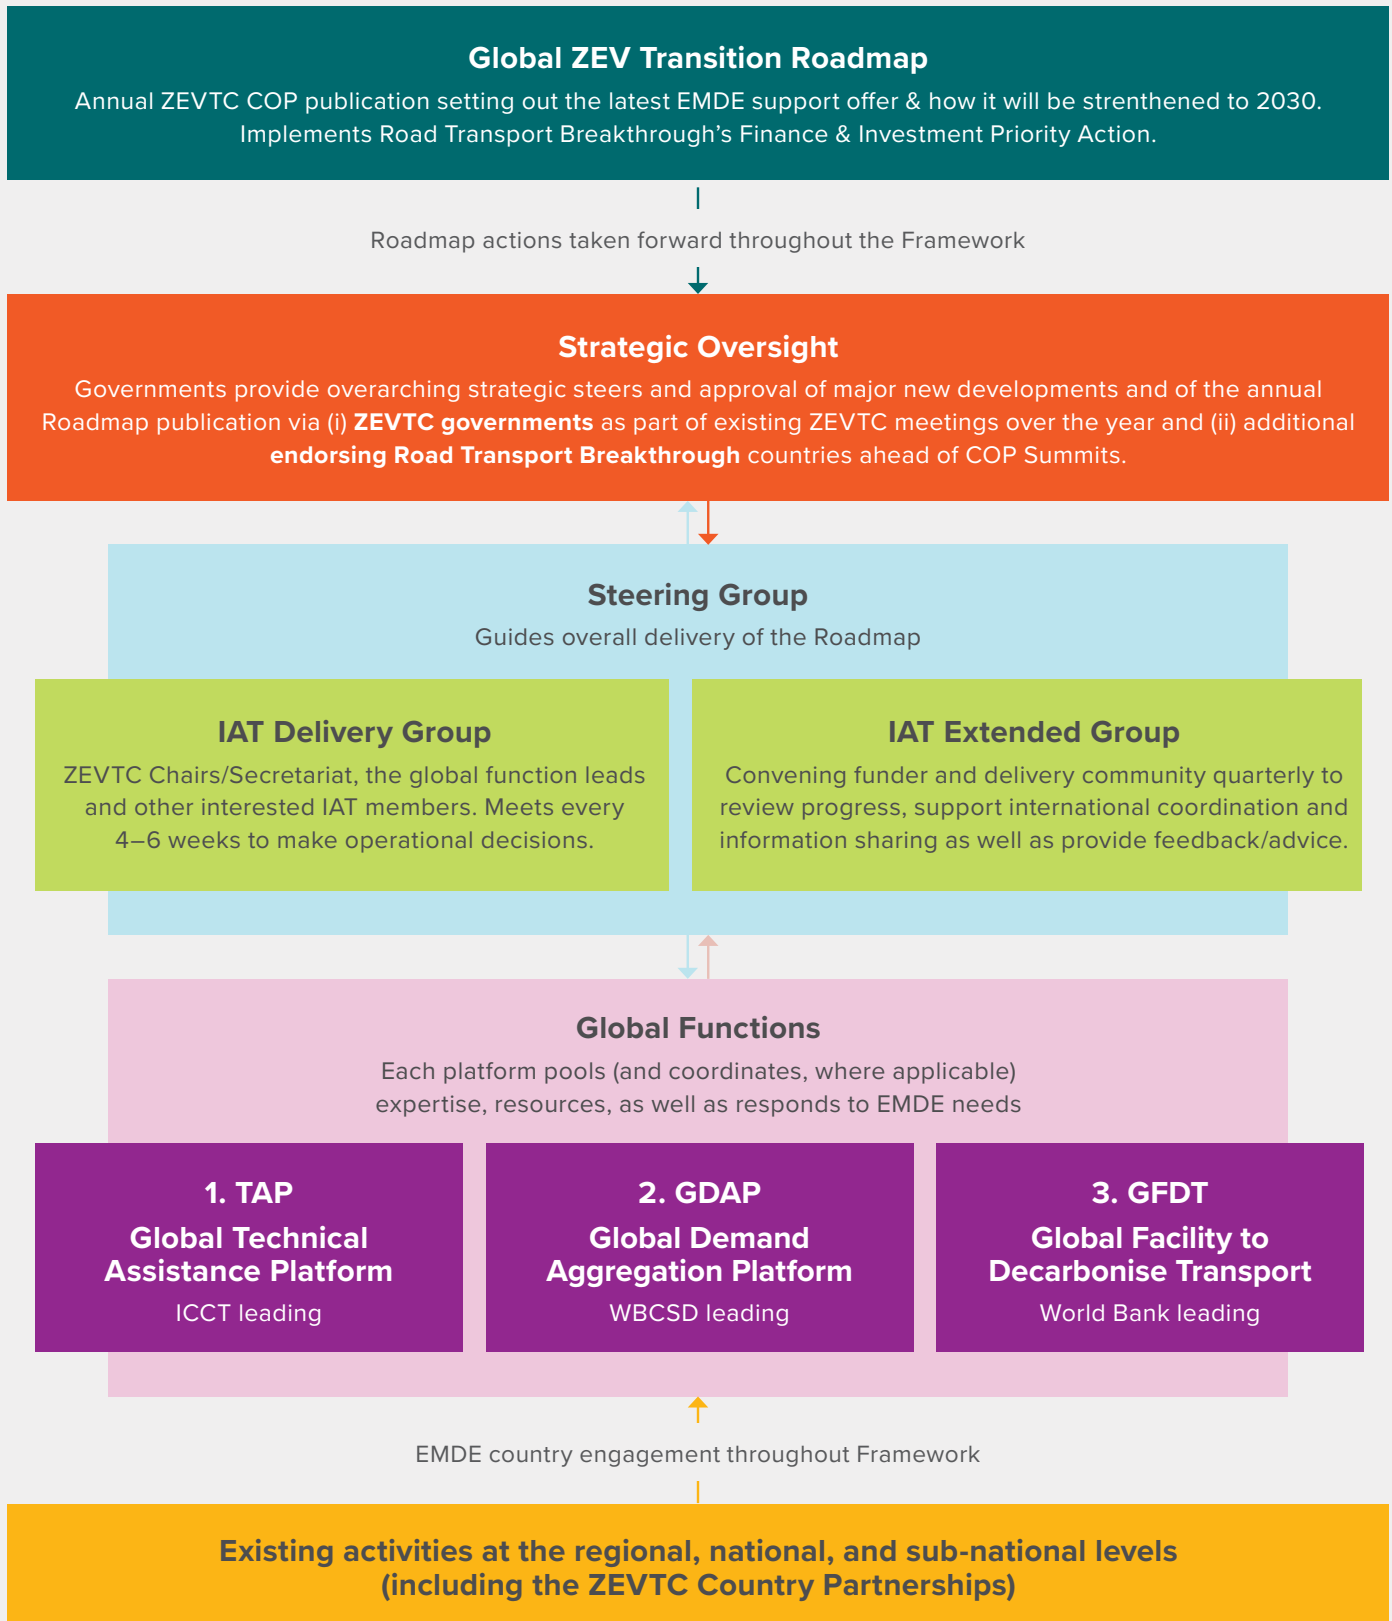 Global ZEV Transition Roadmap
Annual ZEVTC COP publication setting out the latest EMDE support offer & how it will be strenthened to 2030.
Implements Road Transport Breakthrough's Finance & Investment Priority Action.
Roadmap actions taken forward throughout the Framework
Strategic Oversight
Governments provide overarching strategic steers and approval of major new developments and of the annual
Roadmap publication via (i) ZEVTC governments as part of existing ZEVTC meetings over the year and (ii) additional
endorsing Road Transport Breakthrough countries ahead of COP Summits.
Steering Group
Guides overall delivery of the Roadmap
IAT Delivery Group
ZEVTC Chairs/Secretariat, the global function leads
and other interested IAT members. Meets every
4–6 weeks to make operational decisions.
IAT Extended Group
Convening funder and delivery community quarterly to
review progress, support international coordination and
information sharing as well as provide feedback/advice.
Global Functions
Each platform pools (and coordinates, where applicable)
expertise, resources, as well as responds to EMDE needs
1. TAP
Global Technical
Assistance Platform
ICCT leading
2. GDAP
Global Demand
Aggregation Platform
WBCSD leading
3. GFDT
Global Facility to
Decarbonise Transport
World Bank leading
EMDE country engagement throughout Framework
Existing activities at the regional, national, and sub-national levels
(including the ZEVTC Country Partnerships)